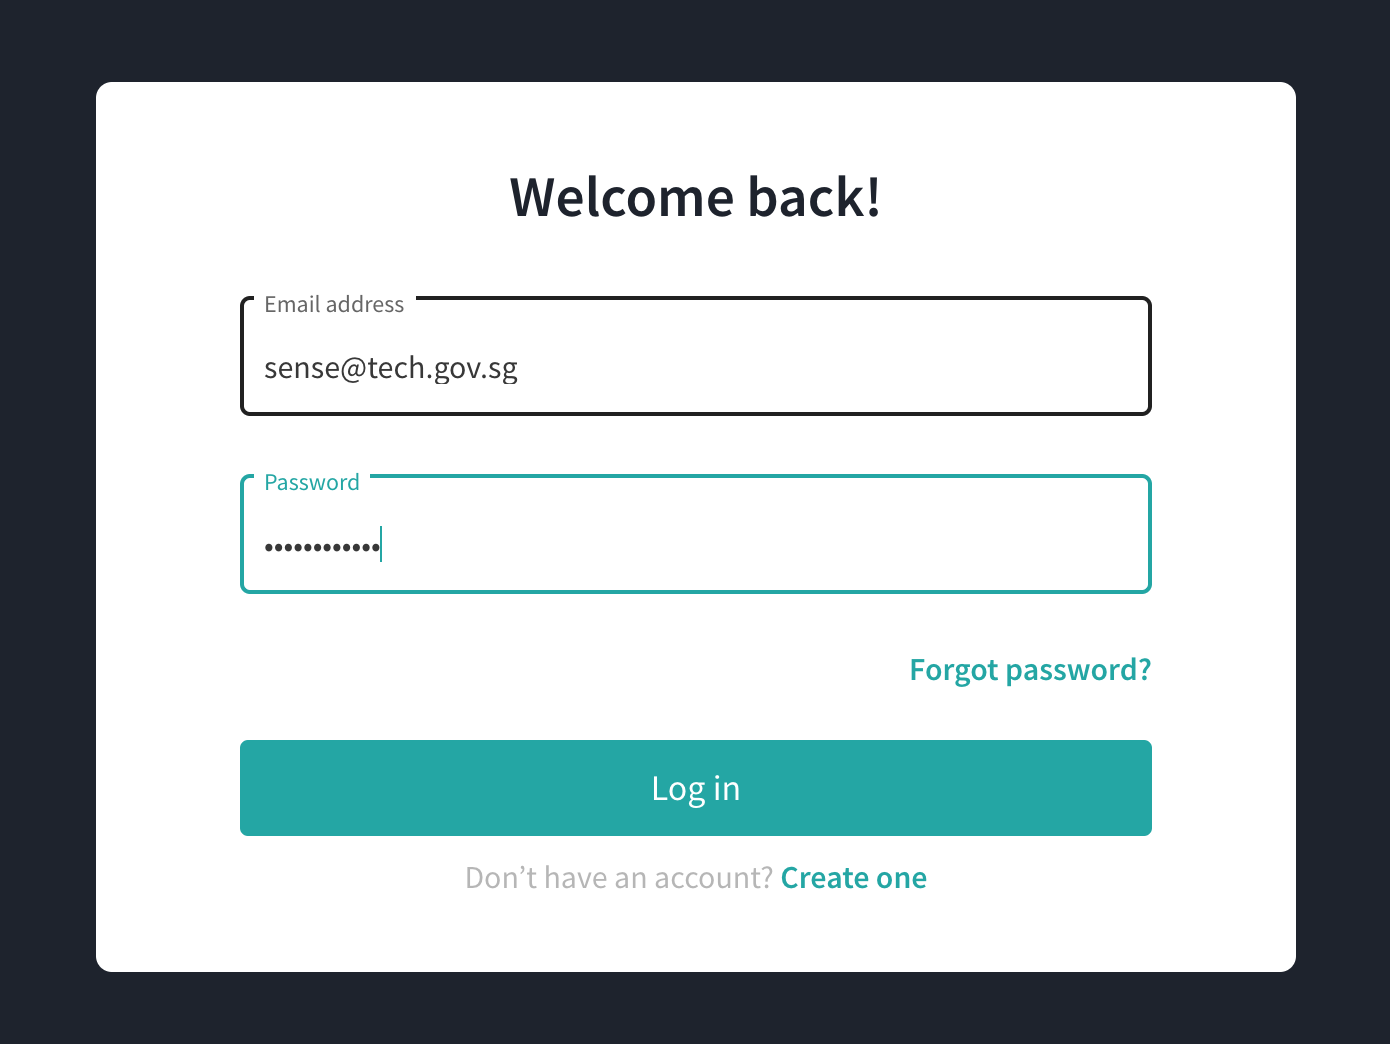 Welcome back!
Email address
sense@tech.gov.sg
Password
••••••••••••
Forgot password?
Log in
Don’t have an account? Create one